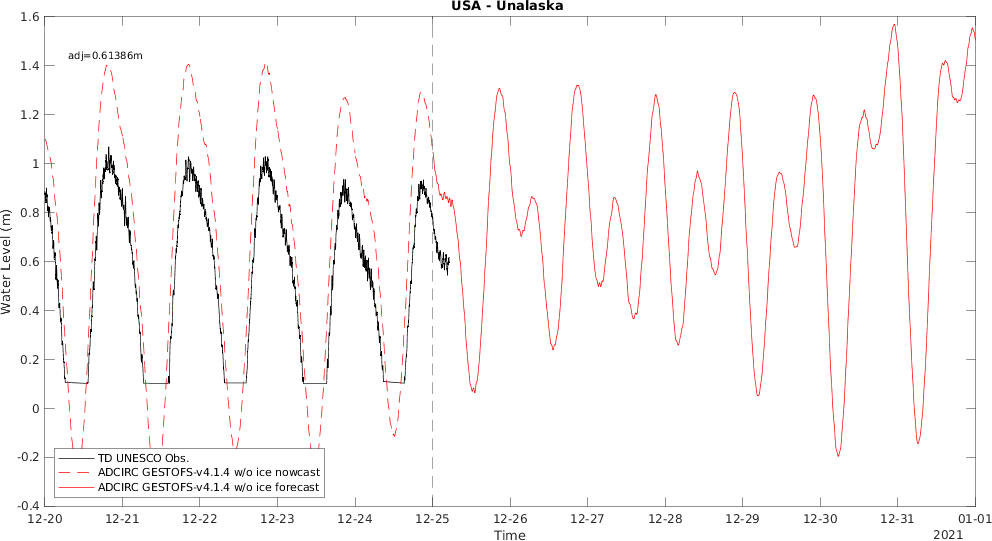 USA - Unalaska
adj=0.61386m
Water Level (m)
1.6
1.4
1.2
1
0.8
0.6
0.4
0.2
0
-0.2
-0.4
TD UNESCO Obs.
ADCIRC GESTOFS-v4.1.4 w/o ice nowcast
ADCIRC GESTOFS-v4.1.4 w/o ice forecast
12-20 12-21 12-22 12-23 12-24 12-25 12-26 12-27 12-28 12-29 12-30 12-31 01-01
Time
2021